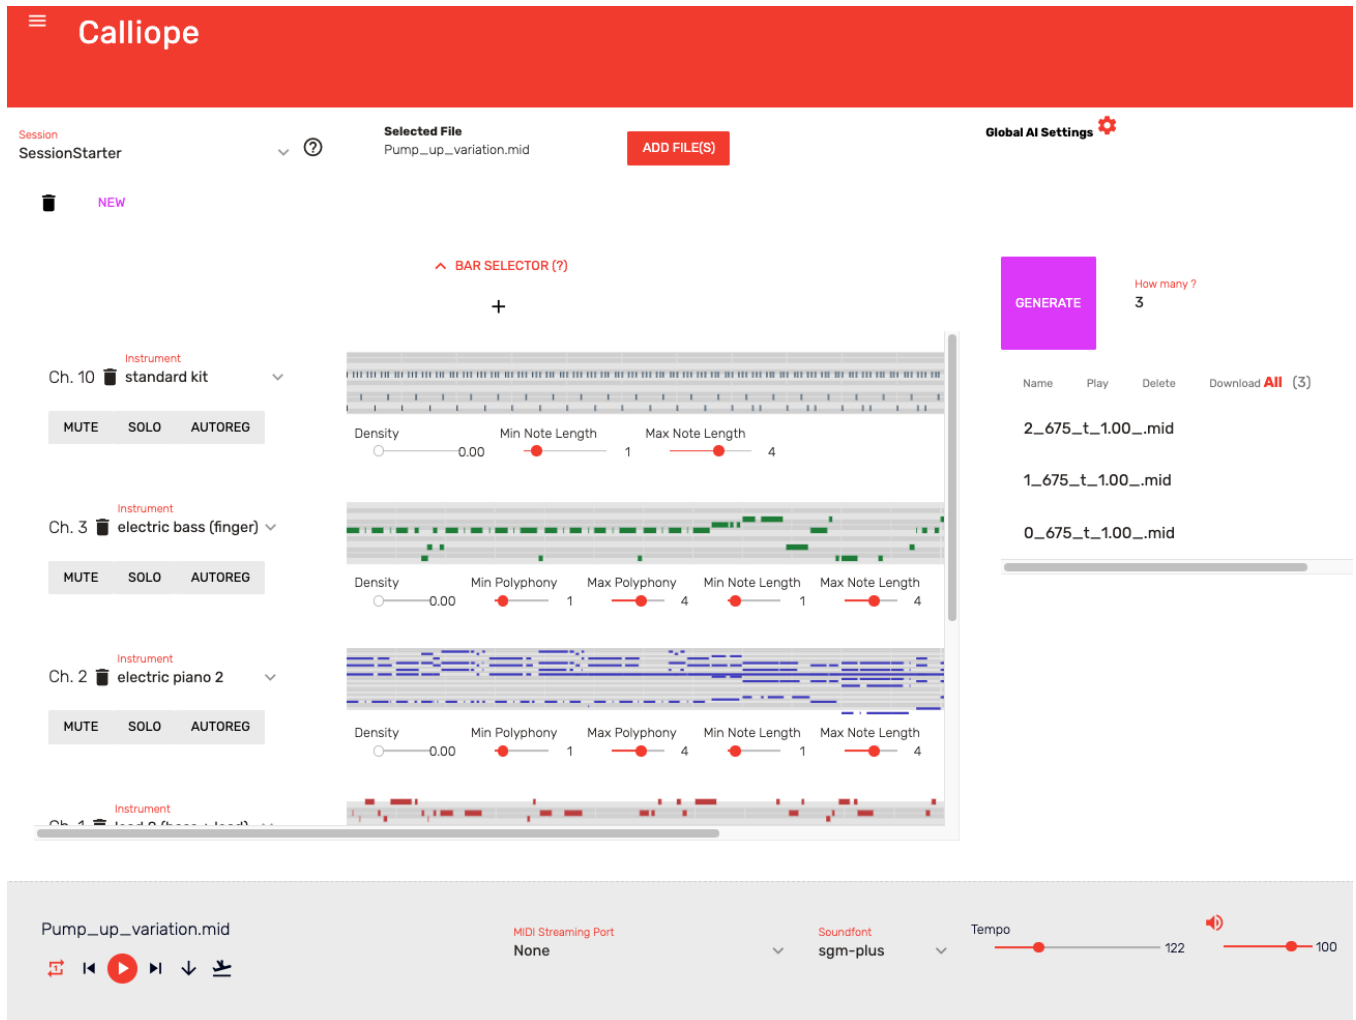 Calliope
Session
SessionStarter
Selected File
Pump_up_variation.mid
ADD FILE(S)
Global AI Settings
NEW
BAR SELECTOR (?)
+
GENERATE
How many ?
3
Name Play Delete Download All (3)
2_675_t_1.00_.mid
1_675_t_1.00_.mid
0_675_t_1.00_.mid
Instrument
Ch. 10 standard kit
MUTE SOLO AUTOREG
Density Min Note Length Max Note Length
0.00 1 4
Instrument
Ch. 3 electric bass (finger)
MUTE SOLO AUTOREG
Density Min Polyphony Max Polyphony Min Note Length Max Note Length
0.00 1 4 1 4
Instrument
Ch. 2 electric piano 2
MUTE SOLO AUTOREG
Density Min Polyphony Max Polyphony Min Note Length Max Note Length
0.00 1 4 1 4
Instrument
Ch. 1 lead 8 (bass + lead)
Pump_up_variation.mid
MIDI Streaming Port
None
Soundfont
sgm-plus
Tempo
122
100